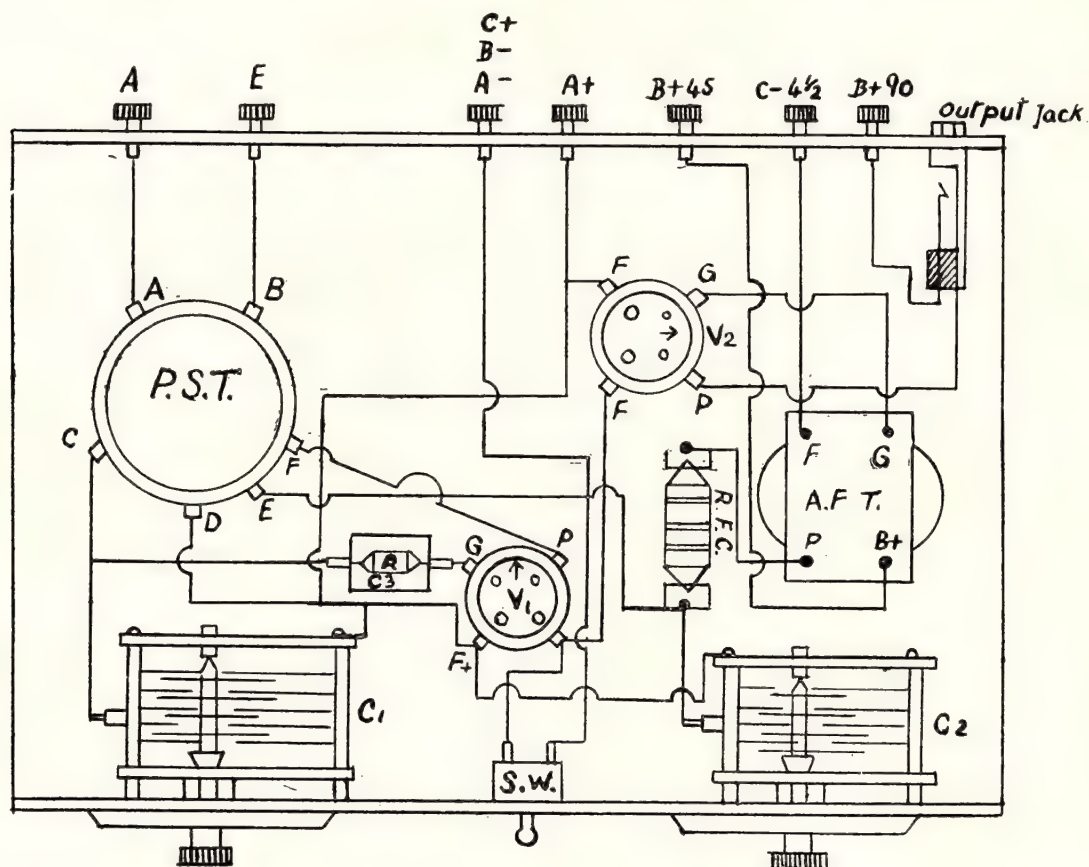 C+
B-
A E A- A+ B+45 C-4½ B+90 output Jack
A B F G
P.S.T. V2
C F P
F F G
E R.F.C. A.F.T.
D P
G P B+
R
C3 V1
F+
C1 C2
S.W.